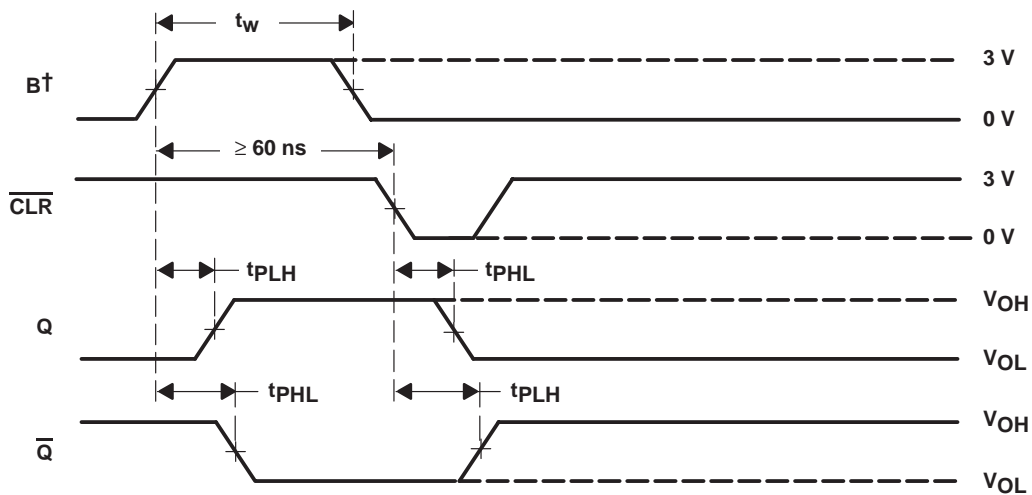 tw
B†
3 V
0 V
≥ 60 ns
CLR
3 V
0 V
tPLH
tPHL
Q
VOH
VOL
tPHL
tPLH
Q
VOH
VOL